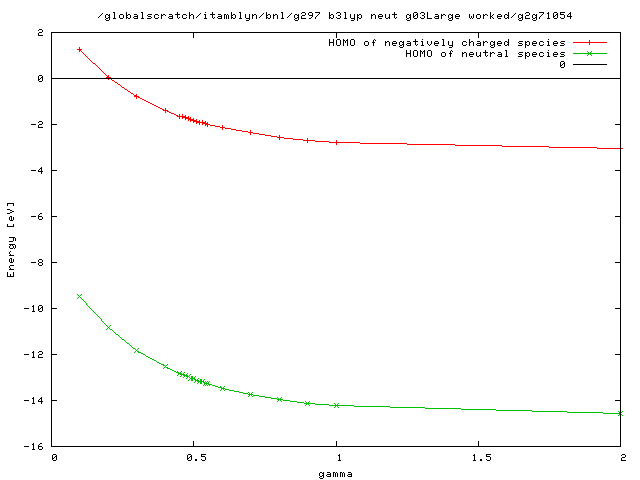 /globalscratch/itamblyn/bnl/g297 b3lyp neut g03Large worked/g2g71054
HOMO of negatively charged species
HOMO of neutral species
0
2
0
-2
-4
-6
-8
-10
-12
-14
-16
Energy [eV]
0 0.5 1 1.5 2
gamma